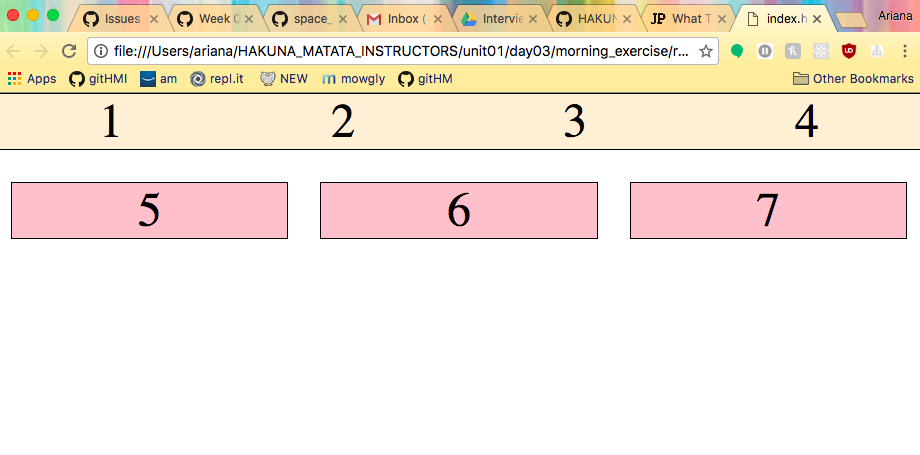 Issues Week 0 space_ Inbox ( Intervie HAKUN JP What T index.h Ariana
file:///Users/ariana/HAKUNA_MATATA_INSTRUCTORS/unit01/day03/morning_exercise/r...
Apps gitHMI am repl.it NEW m mowgly gitHM Other Bookmarks
1 2 3 4
5 6 7